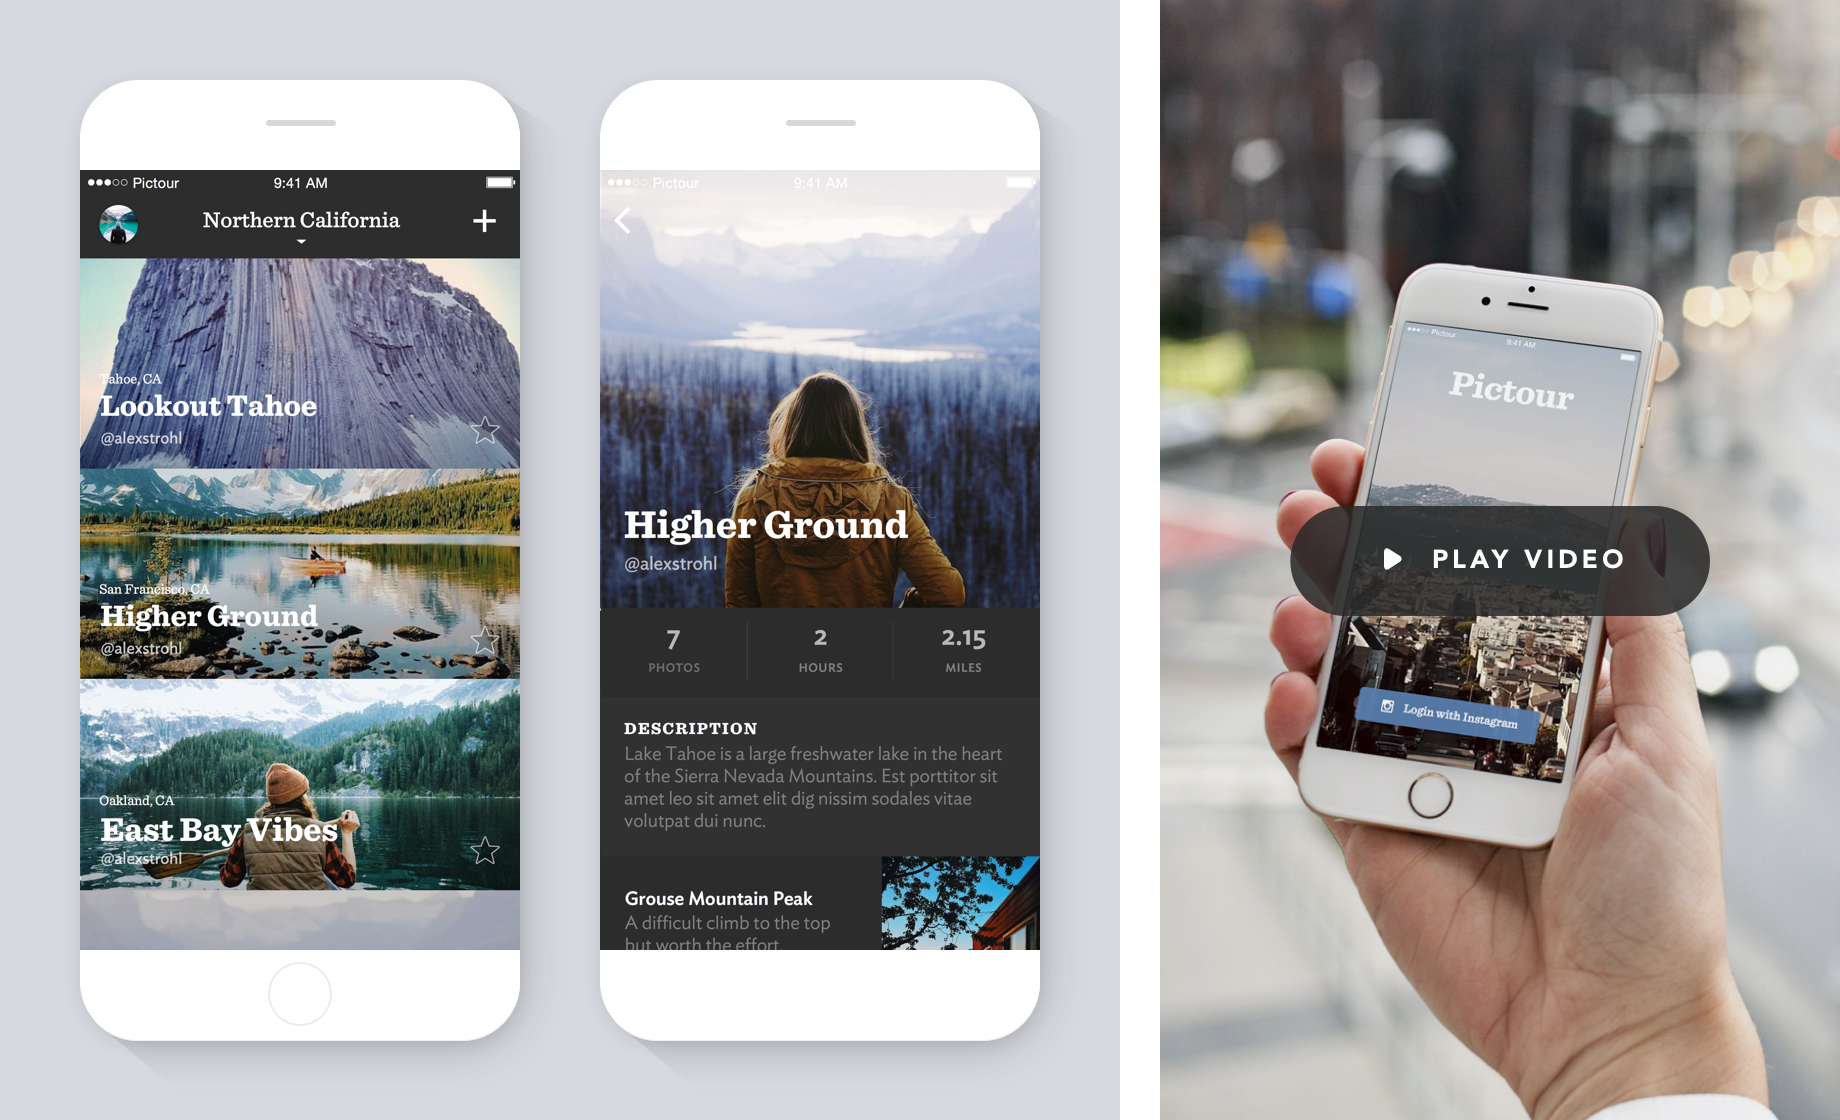 Pictour
9:41 AM
Northern California
Tahoe, CA
Lookout Tahoe
@alexstrohl
San Francisco, CA
Higher Ground
@alexstrohl
Oakland, CA
East Bay Vibes
@alexstrohl
Pictour
9:41 AM
Higher Ground
@alexstrohl
7
PHOTOS
2
HOURS
2.15
MILES
DESCRIPTION
Lake Tahoe is a large freshwater lake in the heart
of the Sierra Nevada Mountains. Est porttitor sit
amet leo sit amet elit dig nissim sodales vitae
volutpat dui nunc.
Grouse Mountain Peak
A difficult climb to the top
but worth the effort
Pictour
9:41 AM
Pictour
PLAY VIDEO
Login with Instagram